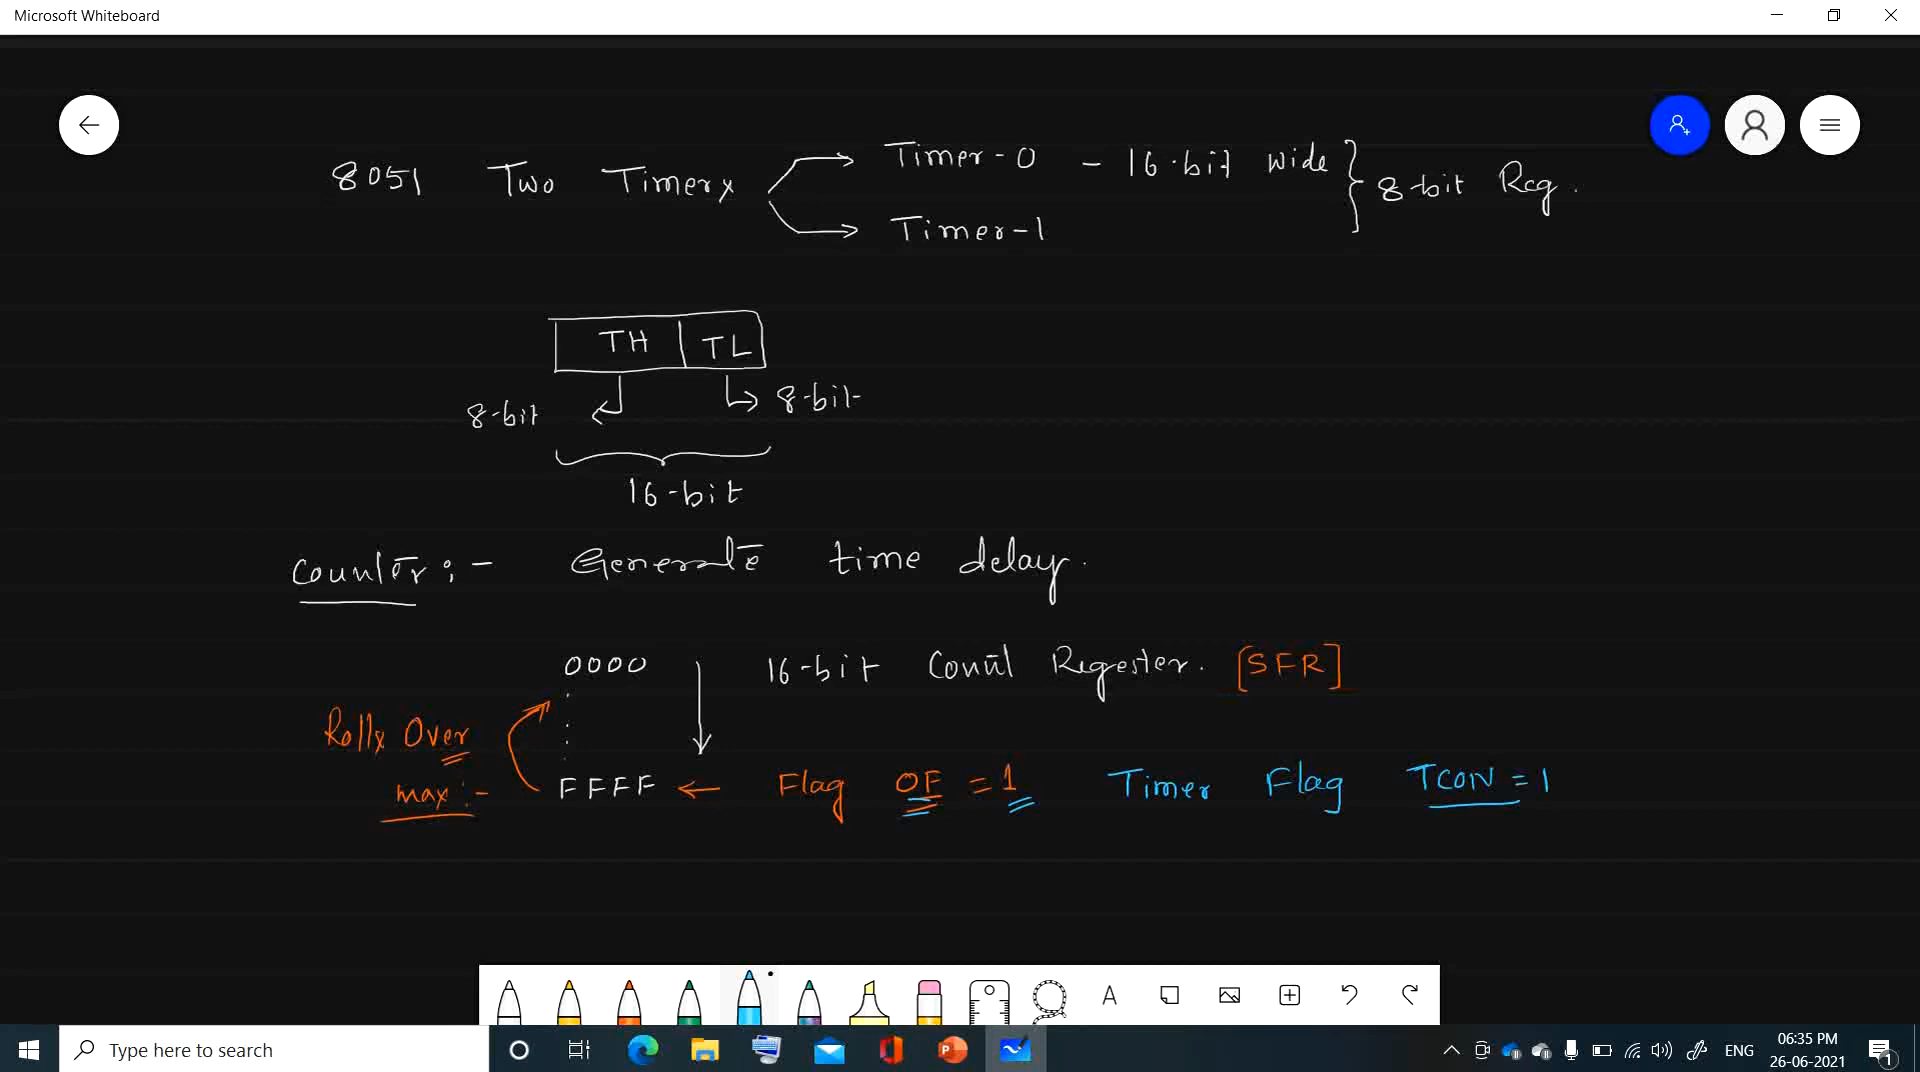 Microsoft Whiteboard
8051 Two Timers
Timer-0 - 16-bit wide
Timer-1
8-bit Reg.
TH TL
8-bit 8-bit
16-bit
Counter :- Generate time delay.
0000 16-bit Count Regester. [SFR]
Rolls Over
max :- FFFF ← Flag OF = 1 Timer Flag TCON = 1
A
Type here to search
ENG
06:35 PM
26-06-2021
1